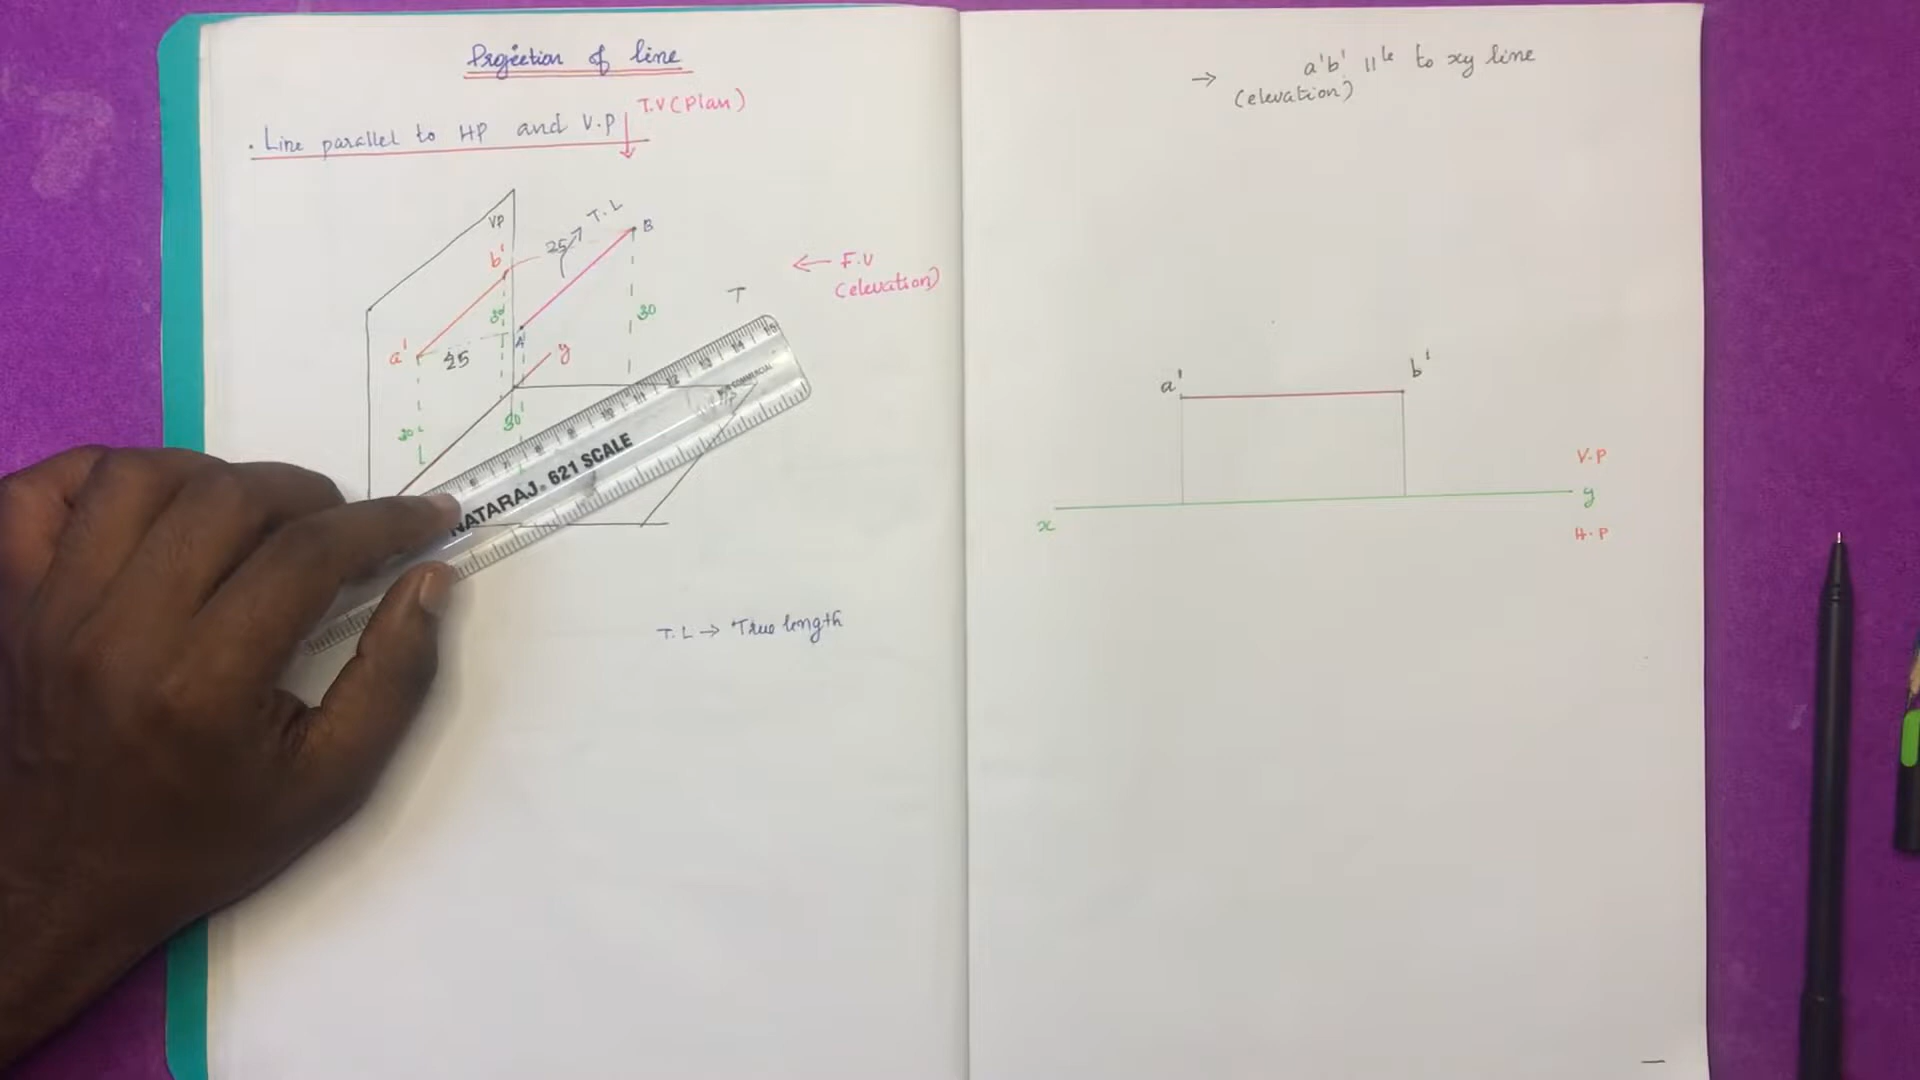 Projection of line
T.V (Plan)
. Line parallel to HP and V.P
VP
T.L
B
b'
25
← F.V
(elevation)
T
30
30
A
a'
25
y
30
30
NATARAJ 621 SCALE
T.L → True length
→ a'b' ||le to xy line
(elevation)
a'
b'
V.P
y
x
H.P